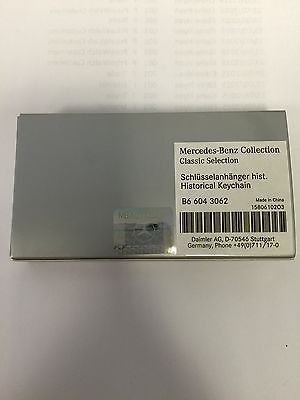 Mercedes-Benz Collection
Classic Selection
Schlüsselanhänger hist.
Historical Keychain
B6 604 3062
Made in China
1580610203
Daimler AG, D-70546 Stuttgart
Germany, Phone +49(0)711/17-0